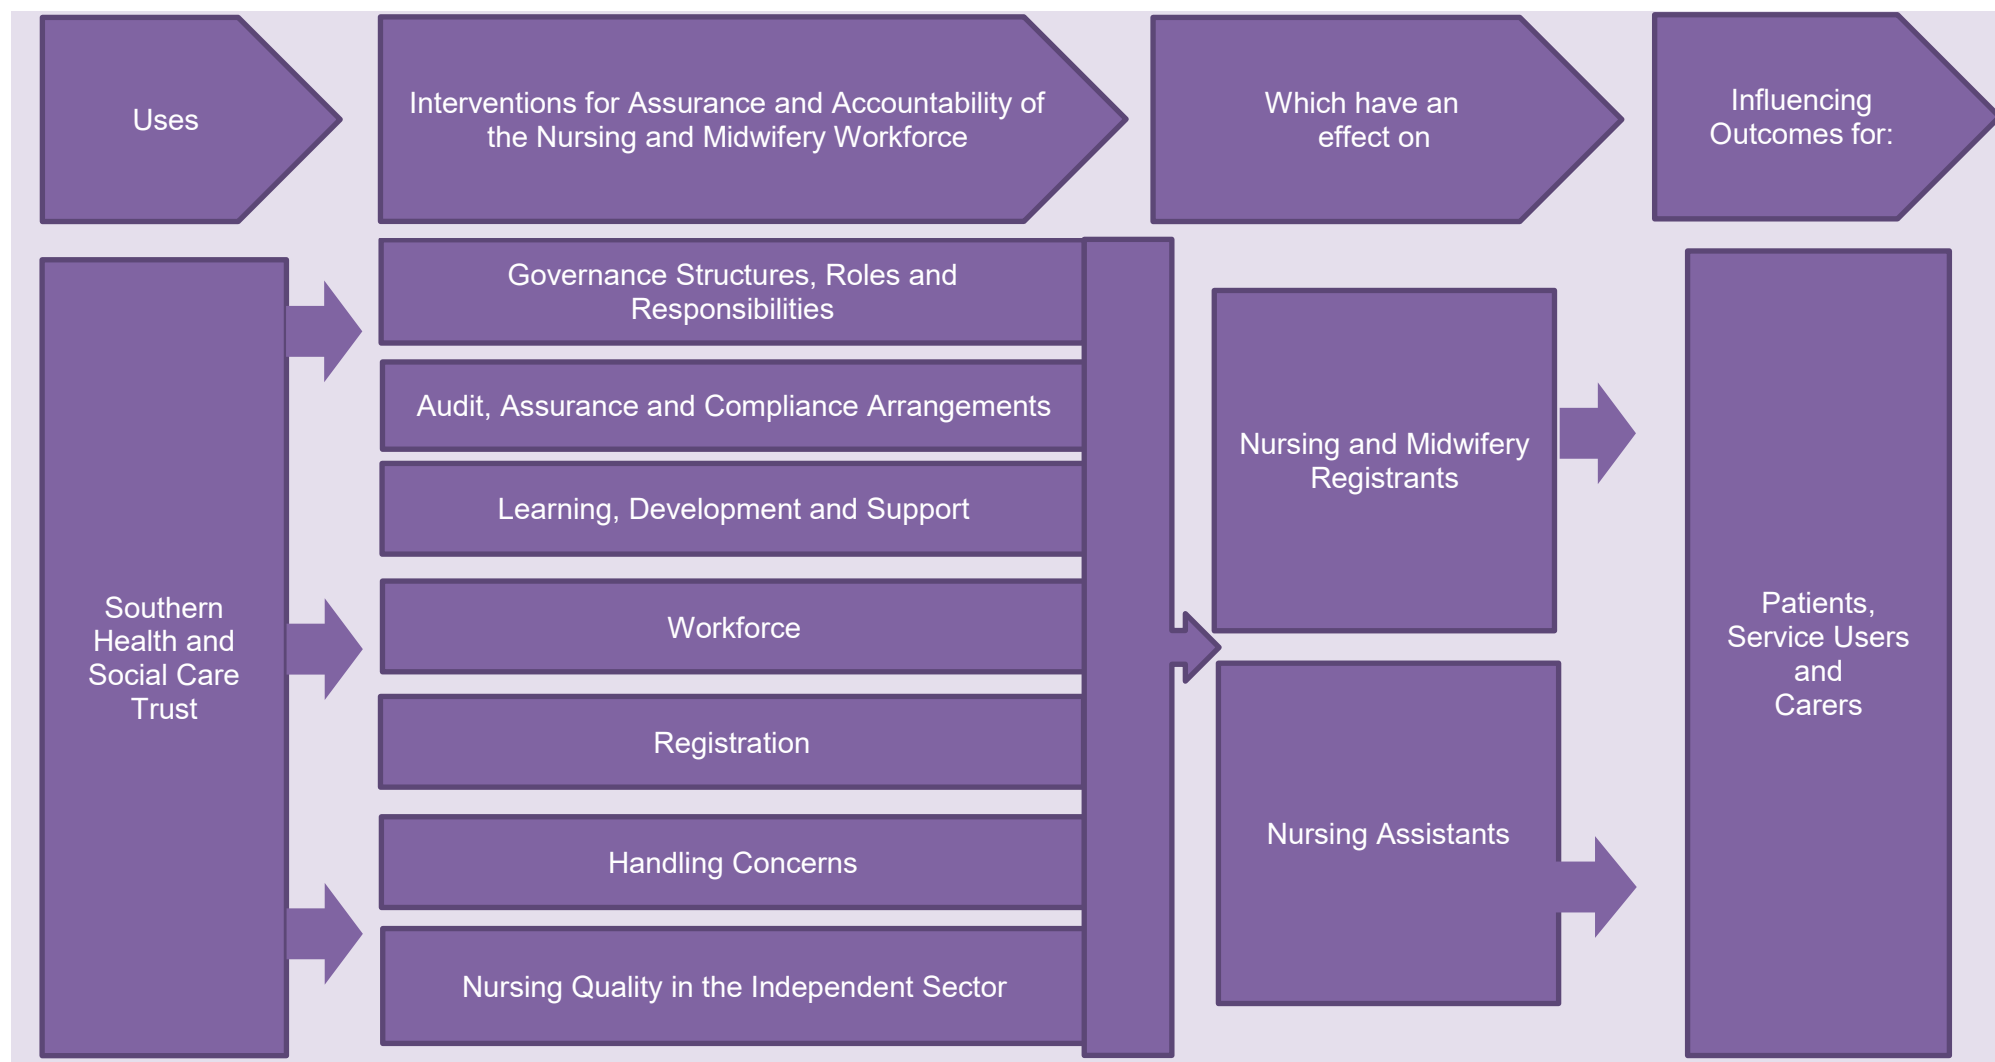 Uses
Interventions for Assurance and Accountability of
the Nursing and Midwifery Workforce
Which have an
effect on
Influencing
Outcomes for:
Southern
Health and
Social Care
Trust
Governance Structures, Roles and
Responsibilities
Audit, Assurance and Compliance Arrangements
Learning, Development and Support
Workforce
Registration
Handling Concerns
Nursing Quality in the Independent Sector
Nursing and Midwifery
Registrants
Nursing Assistants
Patients,
Service Users
and
Carers